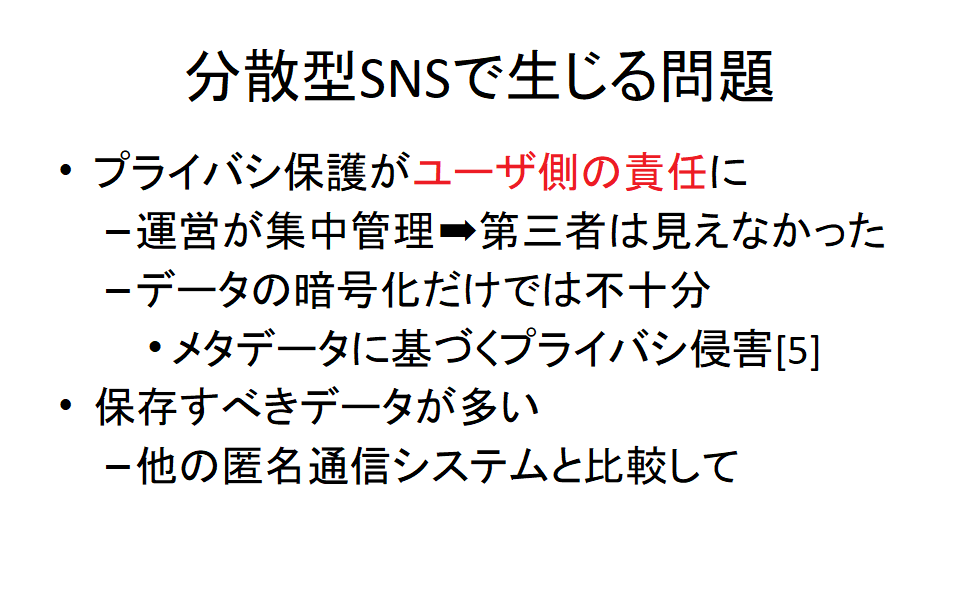 分散型SNSで生じる問題
• プライバシ保護がユーザ側の責任に
–運営が集中管理➡第三者は見えなかった
–データの暗号化だけでは不十分
• メタデータに基づくプライバシ侵害[5]
• 保存すべきデータが多い
–他の匿名通信システムと比較して